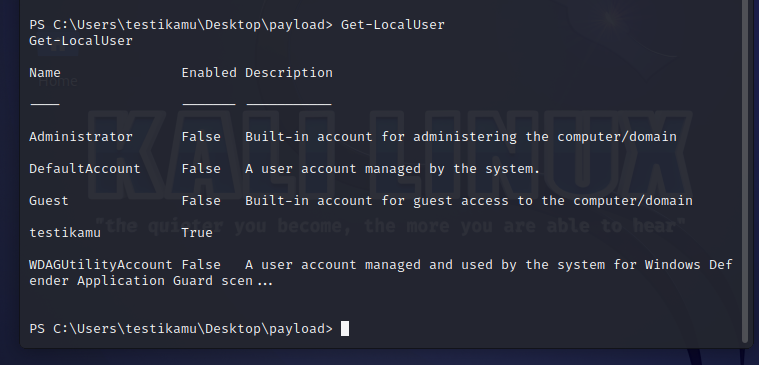 PS C:\Users\testikamu\Desktop\payload> Get-LocalUser
Get-LocalUser
Name Enabled Description
---- ------- -----------
Administrator False Built-in account for administering the computer/domain
DefaultAccount False A user account managed by the system.
Guest False Built-in account for guest access to the computer/domain
testikamu True
WDAGUtilityAccount False A user account managed and used by the system for Windows Def
ender Application Guard scen...
PS C:\Users\testikamu\Desktop\payload>
Home
KALI LINUX
"the quieter you become, the more you are able to hear"